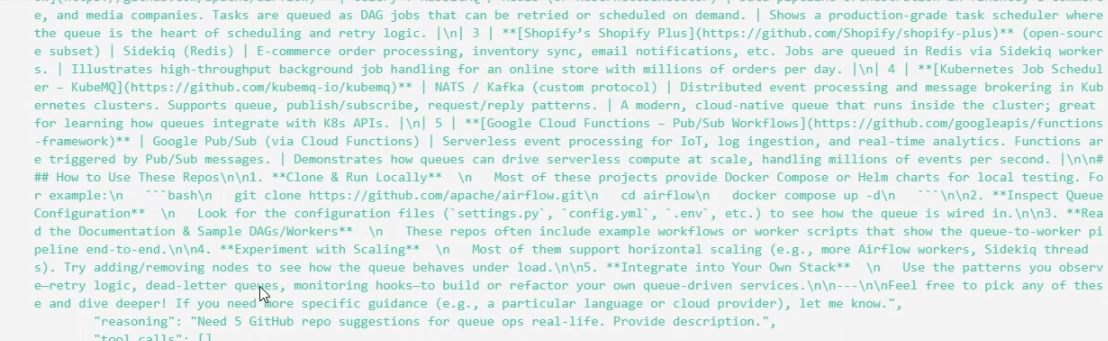 e, and media companies. Tasks are queued as DAG jobs that can be retried or scheduled on demand. | Shows a production-grade task scheduler where
the queue is the heart of scheduling and retry logic. |\n| 3 | **[Shopify’s Shopify Plus](https://github.com/Shopify/shopify-plus)** (open-sourc
e subset) | Sidekiq (Redis) | E-commerce order processing, inventory sync, email notifications, etc. Jobs are queued in Redis via Sidekiq worker
s. | Illustrates high-throughput background job handling for an online store with millions of orders per day. |\n| 4 | **[Kubernetes Job Schedul
er – KubeMQ](https://github.com/kubemq-io/kubemq)** | NATS / Kafka (custom protocol) | Distributed event processing and message brokering in Kub
ernetes clusters. Supports queue, publish/subscribe, request/reply patterns. | A modern, cloud-native queue that runs inside the cluster; great
for learning how queues integrate with K8s APIs. |\n| 5 | **[Google Cloud Functions – Pub/Sub Workflows](https://github.com/googleapis/functions
-framework)** | Google Pub/Sub (via Cloud Functions) | Serverless event processing for IoT, log ingestion, and real-time analytics. Functions ar
e triggered by Pub/Sub messages. | Demonstrates how queues can drive serverless compute at scale, handling millions of events per second. |\n\n#
## How to Use These Repos\n\n1. **Clone & Run Locally**  \n   Most of these projects provide Docker Compose or Helm charts for local testing. Fo
r example:\n   ```bash\n   git clone https://github.com/apache/airflow.git\n   cd airflow\n   docker compose up -d\n   ```\n\n2. **Inspect Queue
Configuration**  \n   Look for the configuration files (`settings.py`, `config.yml`, `.env`, etc.) to see how the queue is wired in.\n\n3. **Rea
d the Documentation & Sample DAGs/Workers**  \n   These repos often include example workflows or worker scripts that show the queue-to-worker pi
peline end-to-end.\n\n4. **Experiment with Scaling**  \n   Most of them support horizontal scaling (e.g., more Airflow workers, Sidekiq thread
s). Try adding/removing nodes to see how the queue behaves under load.\n\n5. **Integrate into Your Own Stack**  \n   Use the patterns you observ
e—retry logic, dead-letter queues, monitoring hooks—to build or refactor your own queue-driven services.\n\n---\n\nFeel free to pick any of thes
e and dive deeper! If you need more specific guidance (e.g., a particular language or cloud provider), let me know.",
"reasoning": "Need 5 GitHub repo suggestions for queue ops real-life. Provide description.",
"tool_calls": []